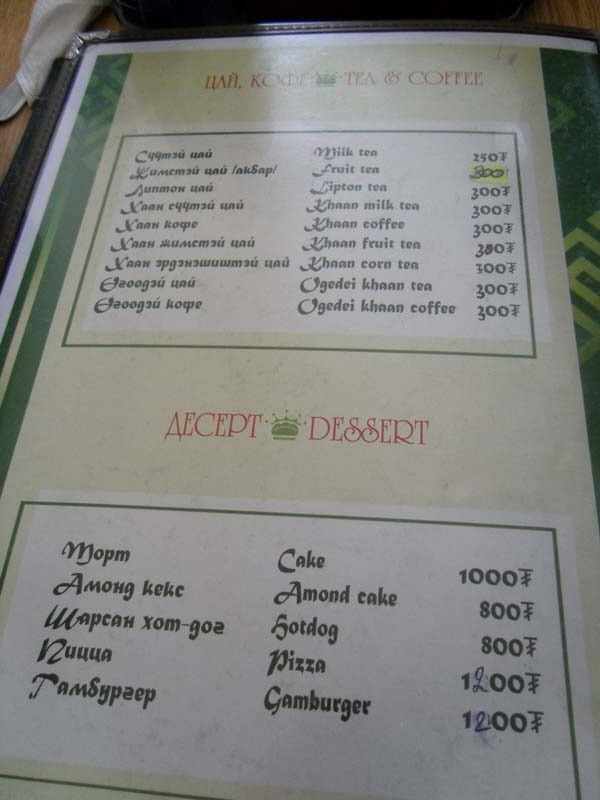 ЦАЙ, КОФЕ TEA & COFFEE
Сүүтэй цай Milk tea 250₮
Жимстэй цай /акбар/ Fruit tea 300
Липтон цай Lipton tea 300₮
Хаан сүүтэй цай Khaan milk tea 300₮
Хаан кофе Khaan coffee 300₮
Хаан жимстэй цай Khaan fruit tea 300₮
Хаан эрдэнэшиштэй цай Khaan corn tea 300₮
Өгөөдэй цай Ogedei khaan tea 300₮
Өгөөдэй кофе Ogedei khaan coffee 300₮
ДЕСЕРТ DESSERT
Торт Cake 1000₮
Амонд кекс Amond cake 800₮
Шарсан хот-дог Hotdog 800₮
Пицца Pizza 1200₮
Гамбургер Gamburger 1200₮